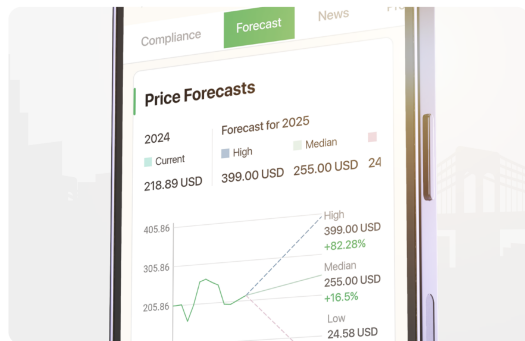 Compliance
Forecast
News
Price Forecasts
2024
Forecast for 2025
Current
High
Median
218.89 USD
399.00 USD
255.00 USD
24
405.86
305.86
205.86
High
399.00 USD
+82.28%
Median
255.00 USD
+16.5%
Low
24.58 USD